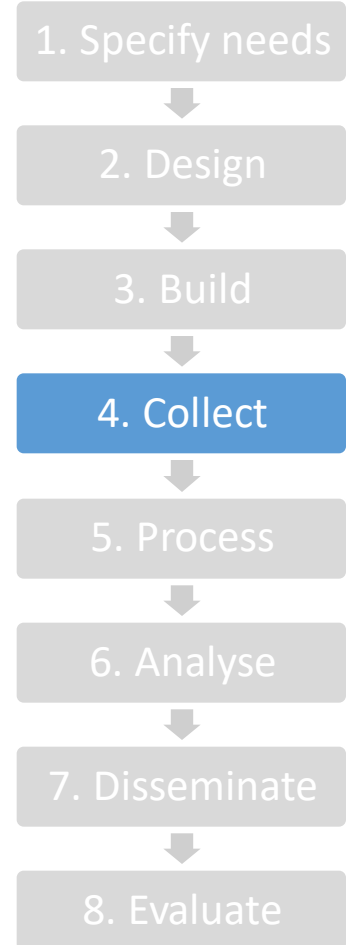 1. Specify needs
2. Design
3. Build
4. Collect
5. Process
6. Analyse
7. Disseminate
8. Evaluate